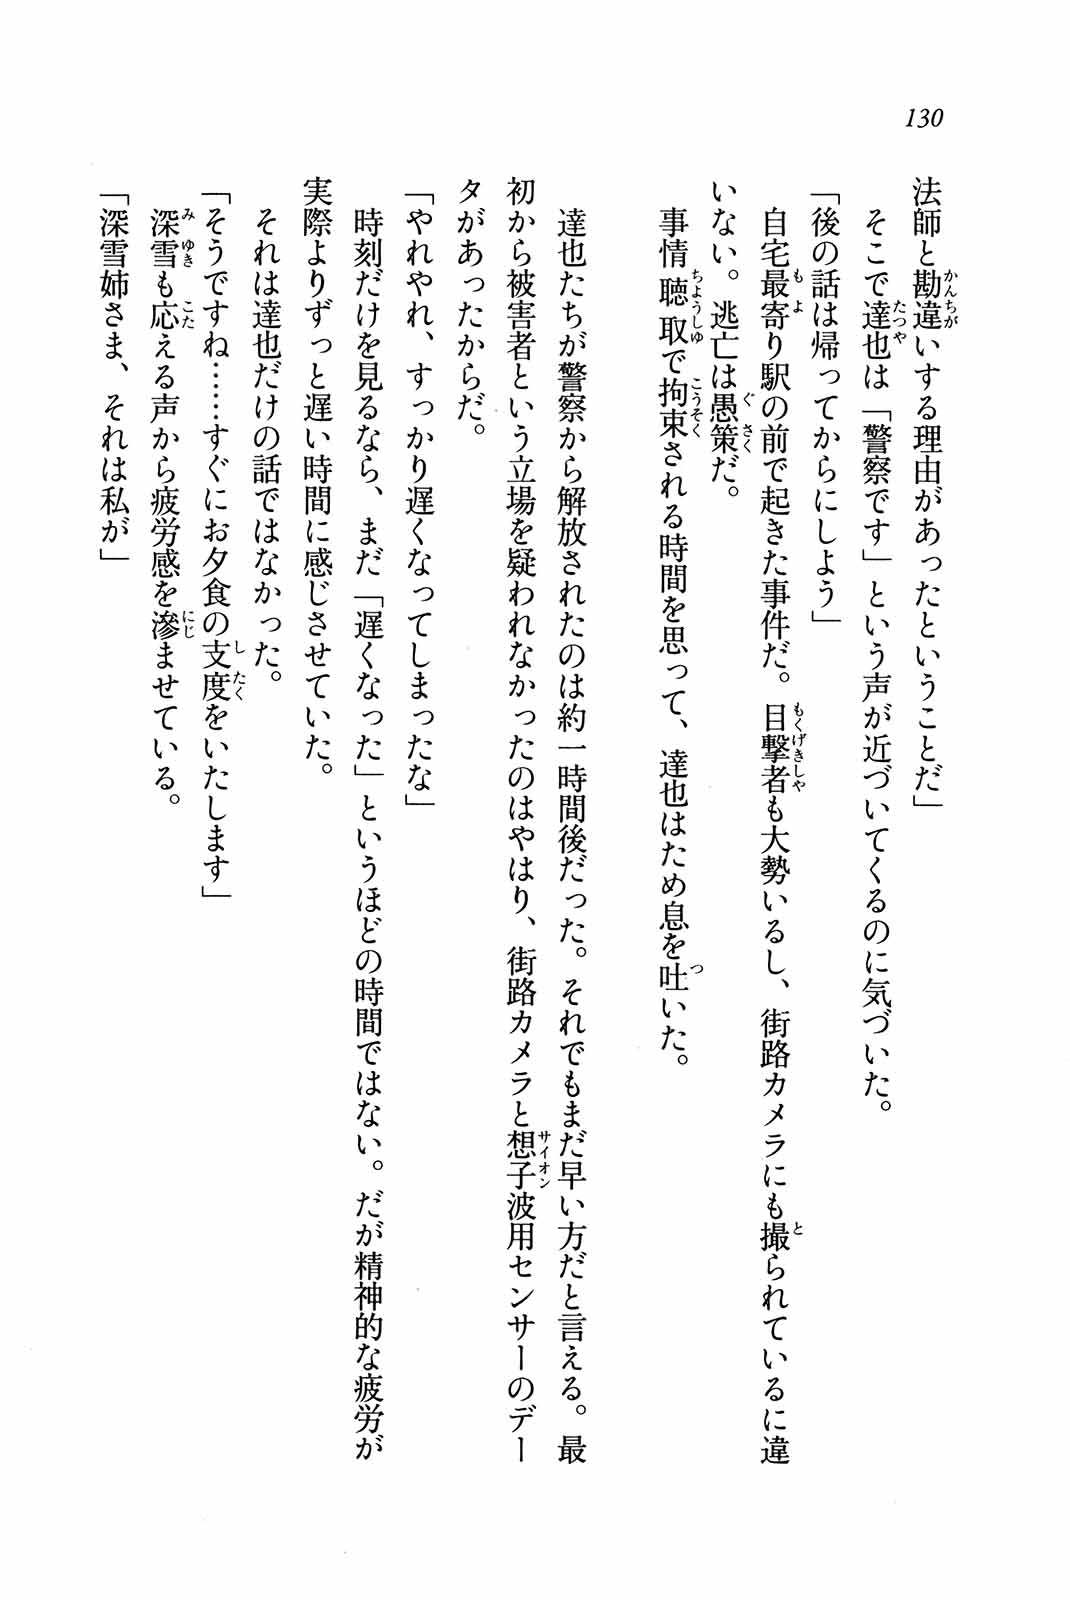 130
法師と勘違いする理由があったということだ」
そこで達也は「警察です」という声が近づいてくるのに気づいた。
「後の話は帰ってからにしよう」
自宅最寄り駅の前で起きた事件だ。目撃者も大勢いるし、街路カメラにも撮られているに違
いない。逃亡は愚策だ。
事情聴取で拘束される時間を思って、達也はため息を吐いた。
達也たちが警察から解放されたのは約一時間後だった。それでもまだ早い方だと言える。最
初から被害者という立場を疑われなかったのはやはり、街路カメラと想子波用センサーのデー
タがあったからだ。
「やれやれ、すっかり遅くなってしまったな」
時刻だけを見るなら、まだ「遅くなった」というほどの時間ではない。だが精神的な疲労が
実際よりずっと遅い時間に感じさせていた。
それは達也だけの話ではなかった。
「そうですね……すぐにお夕食の支度をいたします」
深雪も応える声から疲労感を滲ませている。
「深雪姉さま、それは私が」